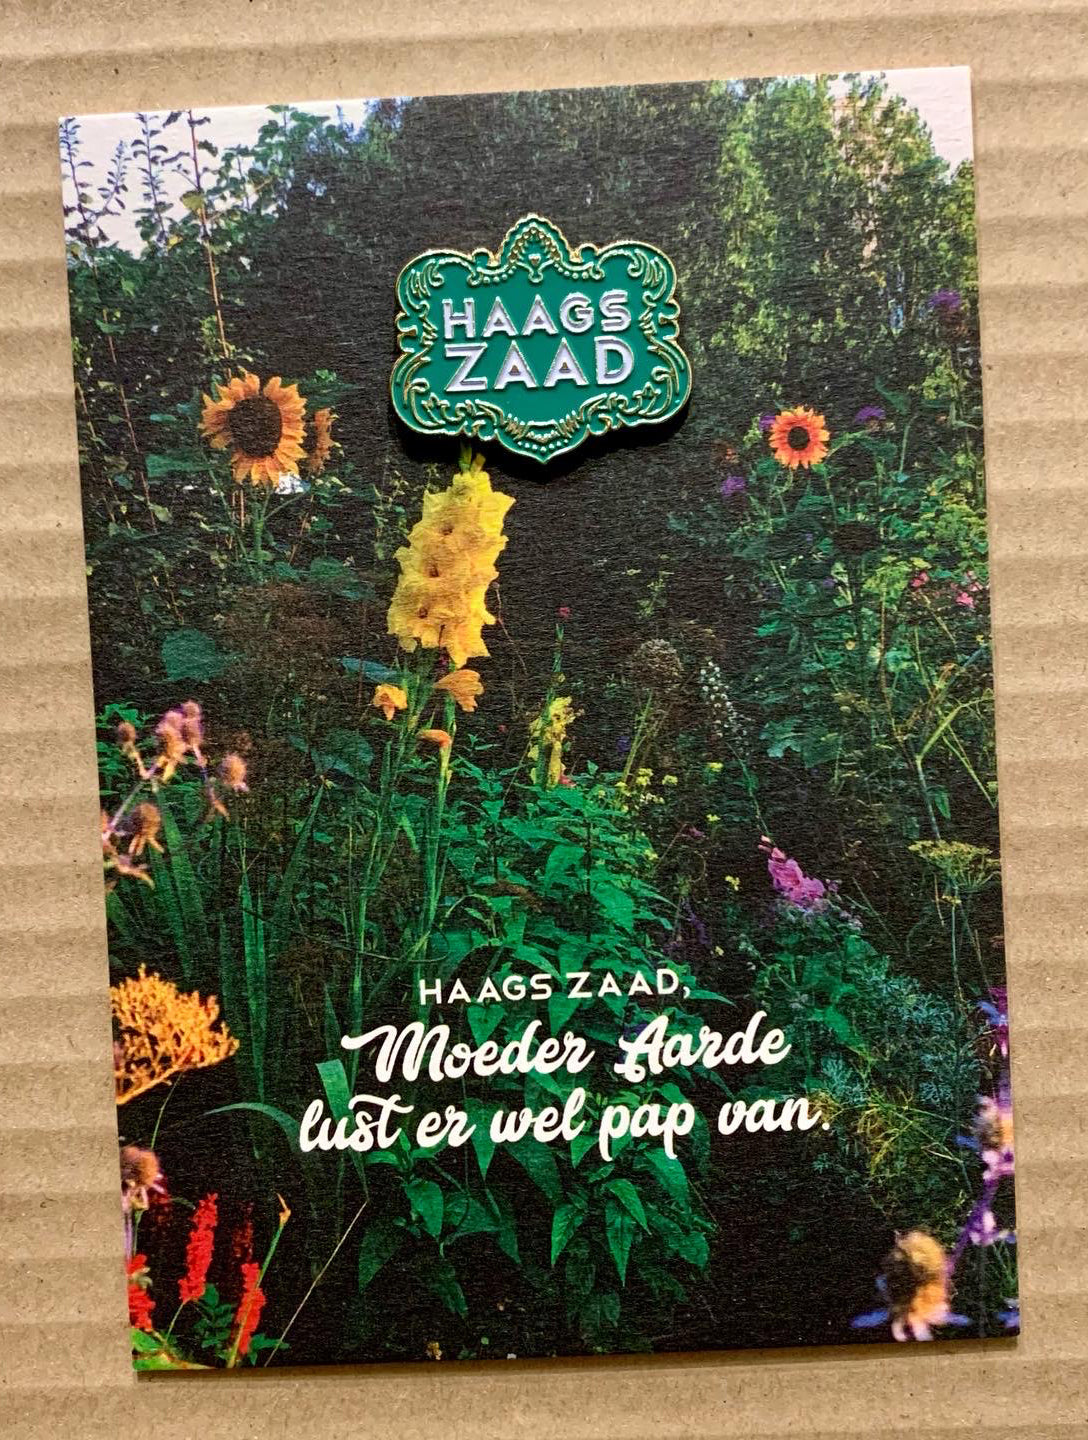 HAAGS
ZAAD
HAAGS ZAAD,
Moeder Aarde
lust er wel pap van.